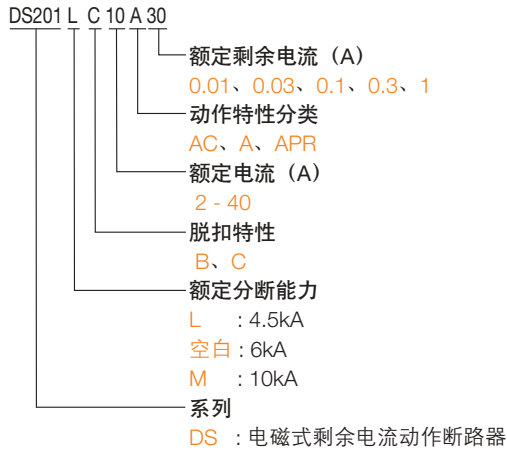 DS201 L C 10 A 30
额定剩余电流（A）
0.01、0.03、0.1、0.3、1
动作特性分类
AC、A、APR
额定电流（A）
2 - 40
脱扣特性
B、C
额定分断能力
L : 4.5kA
空白 : 6kA
M : 10kA
系列
DS : 电磁式剩余电流动作断路器